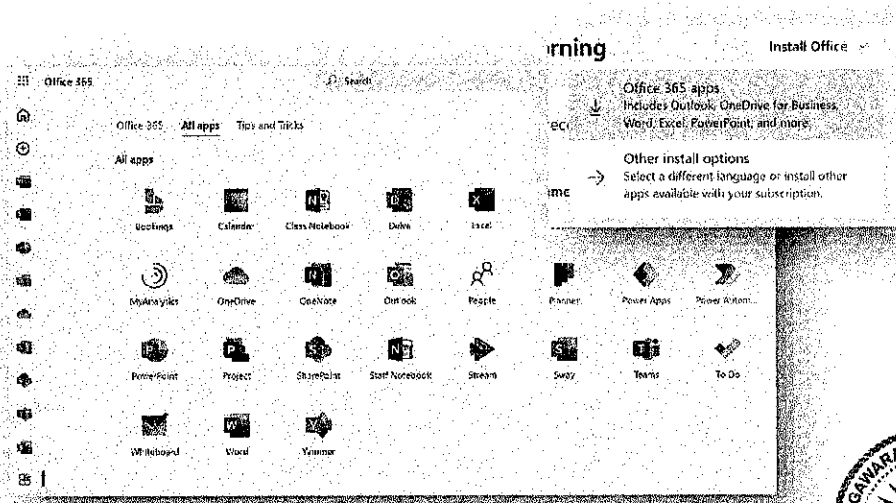 rning
Install Office
Office 365
Search
Office 365 apps
Includes Outlook, OneDrive for Business,
Word, Excel, PowerPoint, and more.
Office 365 All apps Tips and Tricks
Other install options
Select a different language or install other
apps available with your subscription.
All apps
Bookings Calendar Class Notebook Delve Excel
MyAnalytics OneDrive OneNote Outlook People Planner Power Apps Power Autom...
PowerPoint Project SharePoint Staff Notebook Stream Sway Teams To Do
Whiteboard Word Yammer